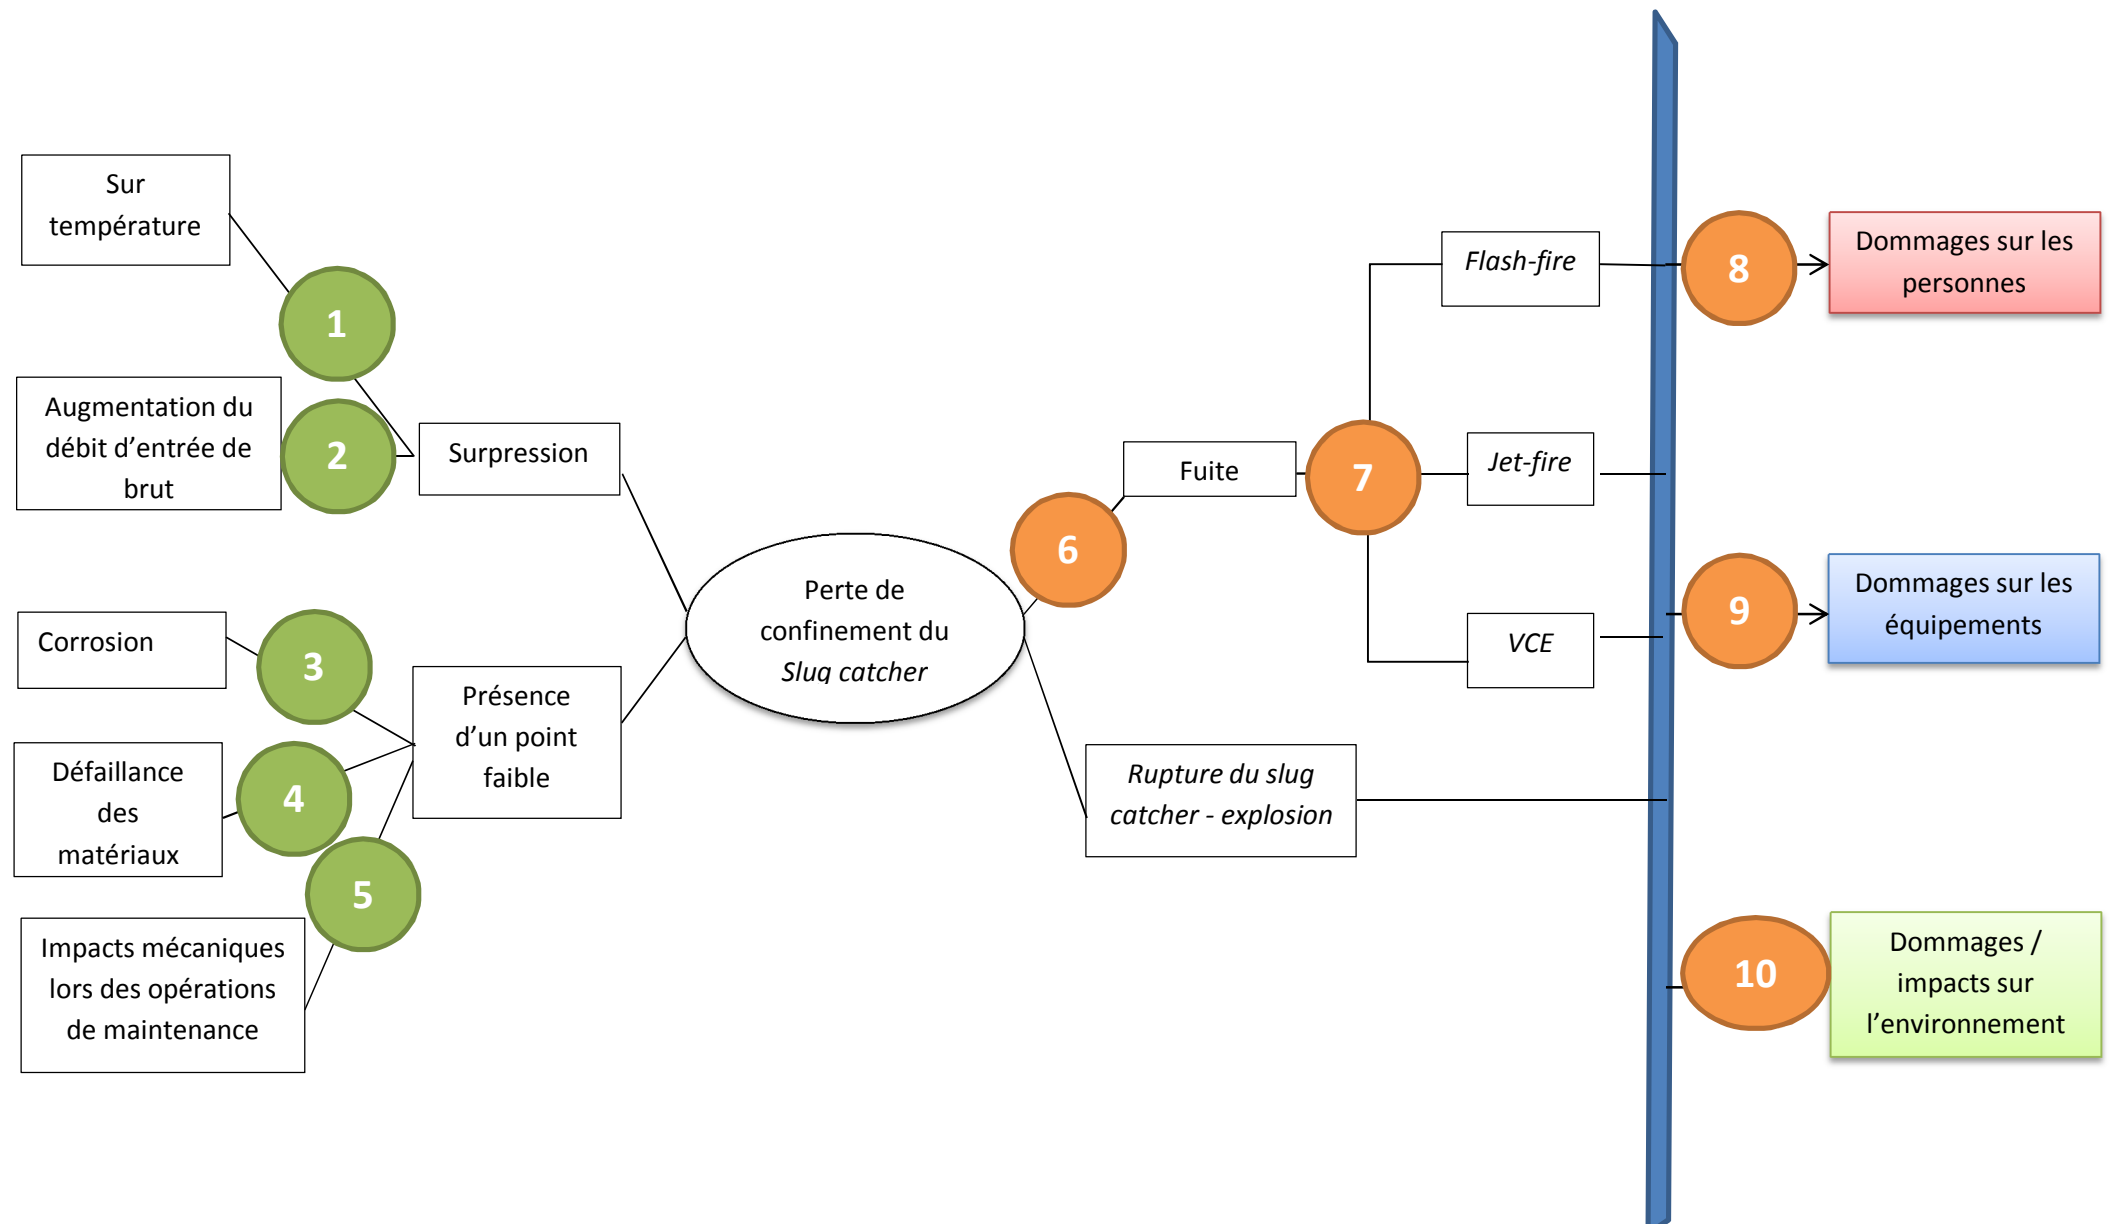 Sur
température
1
Augmentation du
débit d’entrée de
brut
2
Surpression
Corrosion
3
Défaillance
des
matériaux
4
Présence
d’un point
faible
5
Impacts mécaniques
lors des opérations
de maintenance
Perte de
confinement du
Slug catcher
6
Fuite
7
Rupture du slug
catcher - explosion
Flash-fire
Jet-fire
VCE
8
Dommages sur les
personnes
9
Dommages sur les
équipements
10
Dommages /
impacts sur
l’environnement